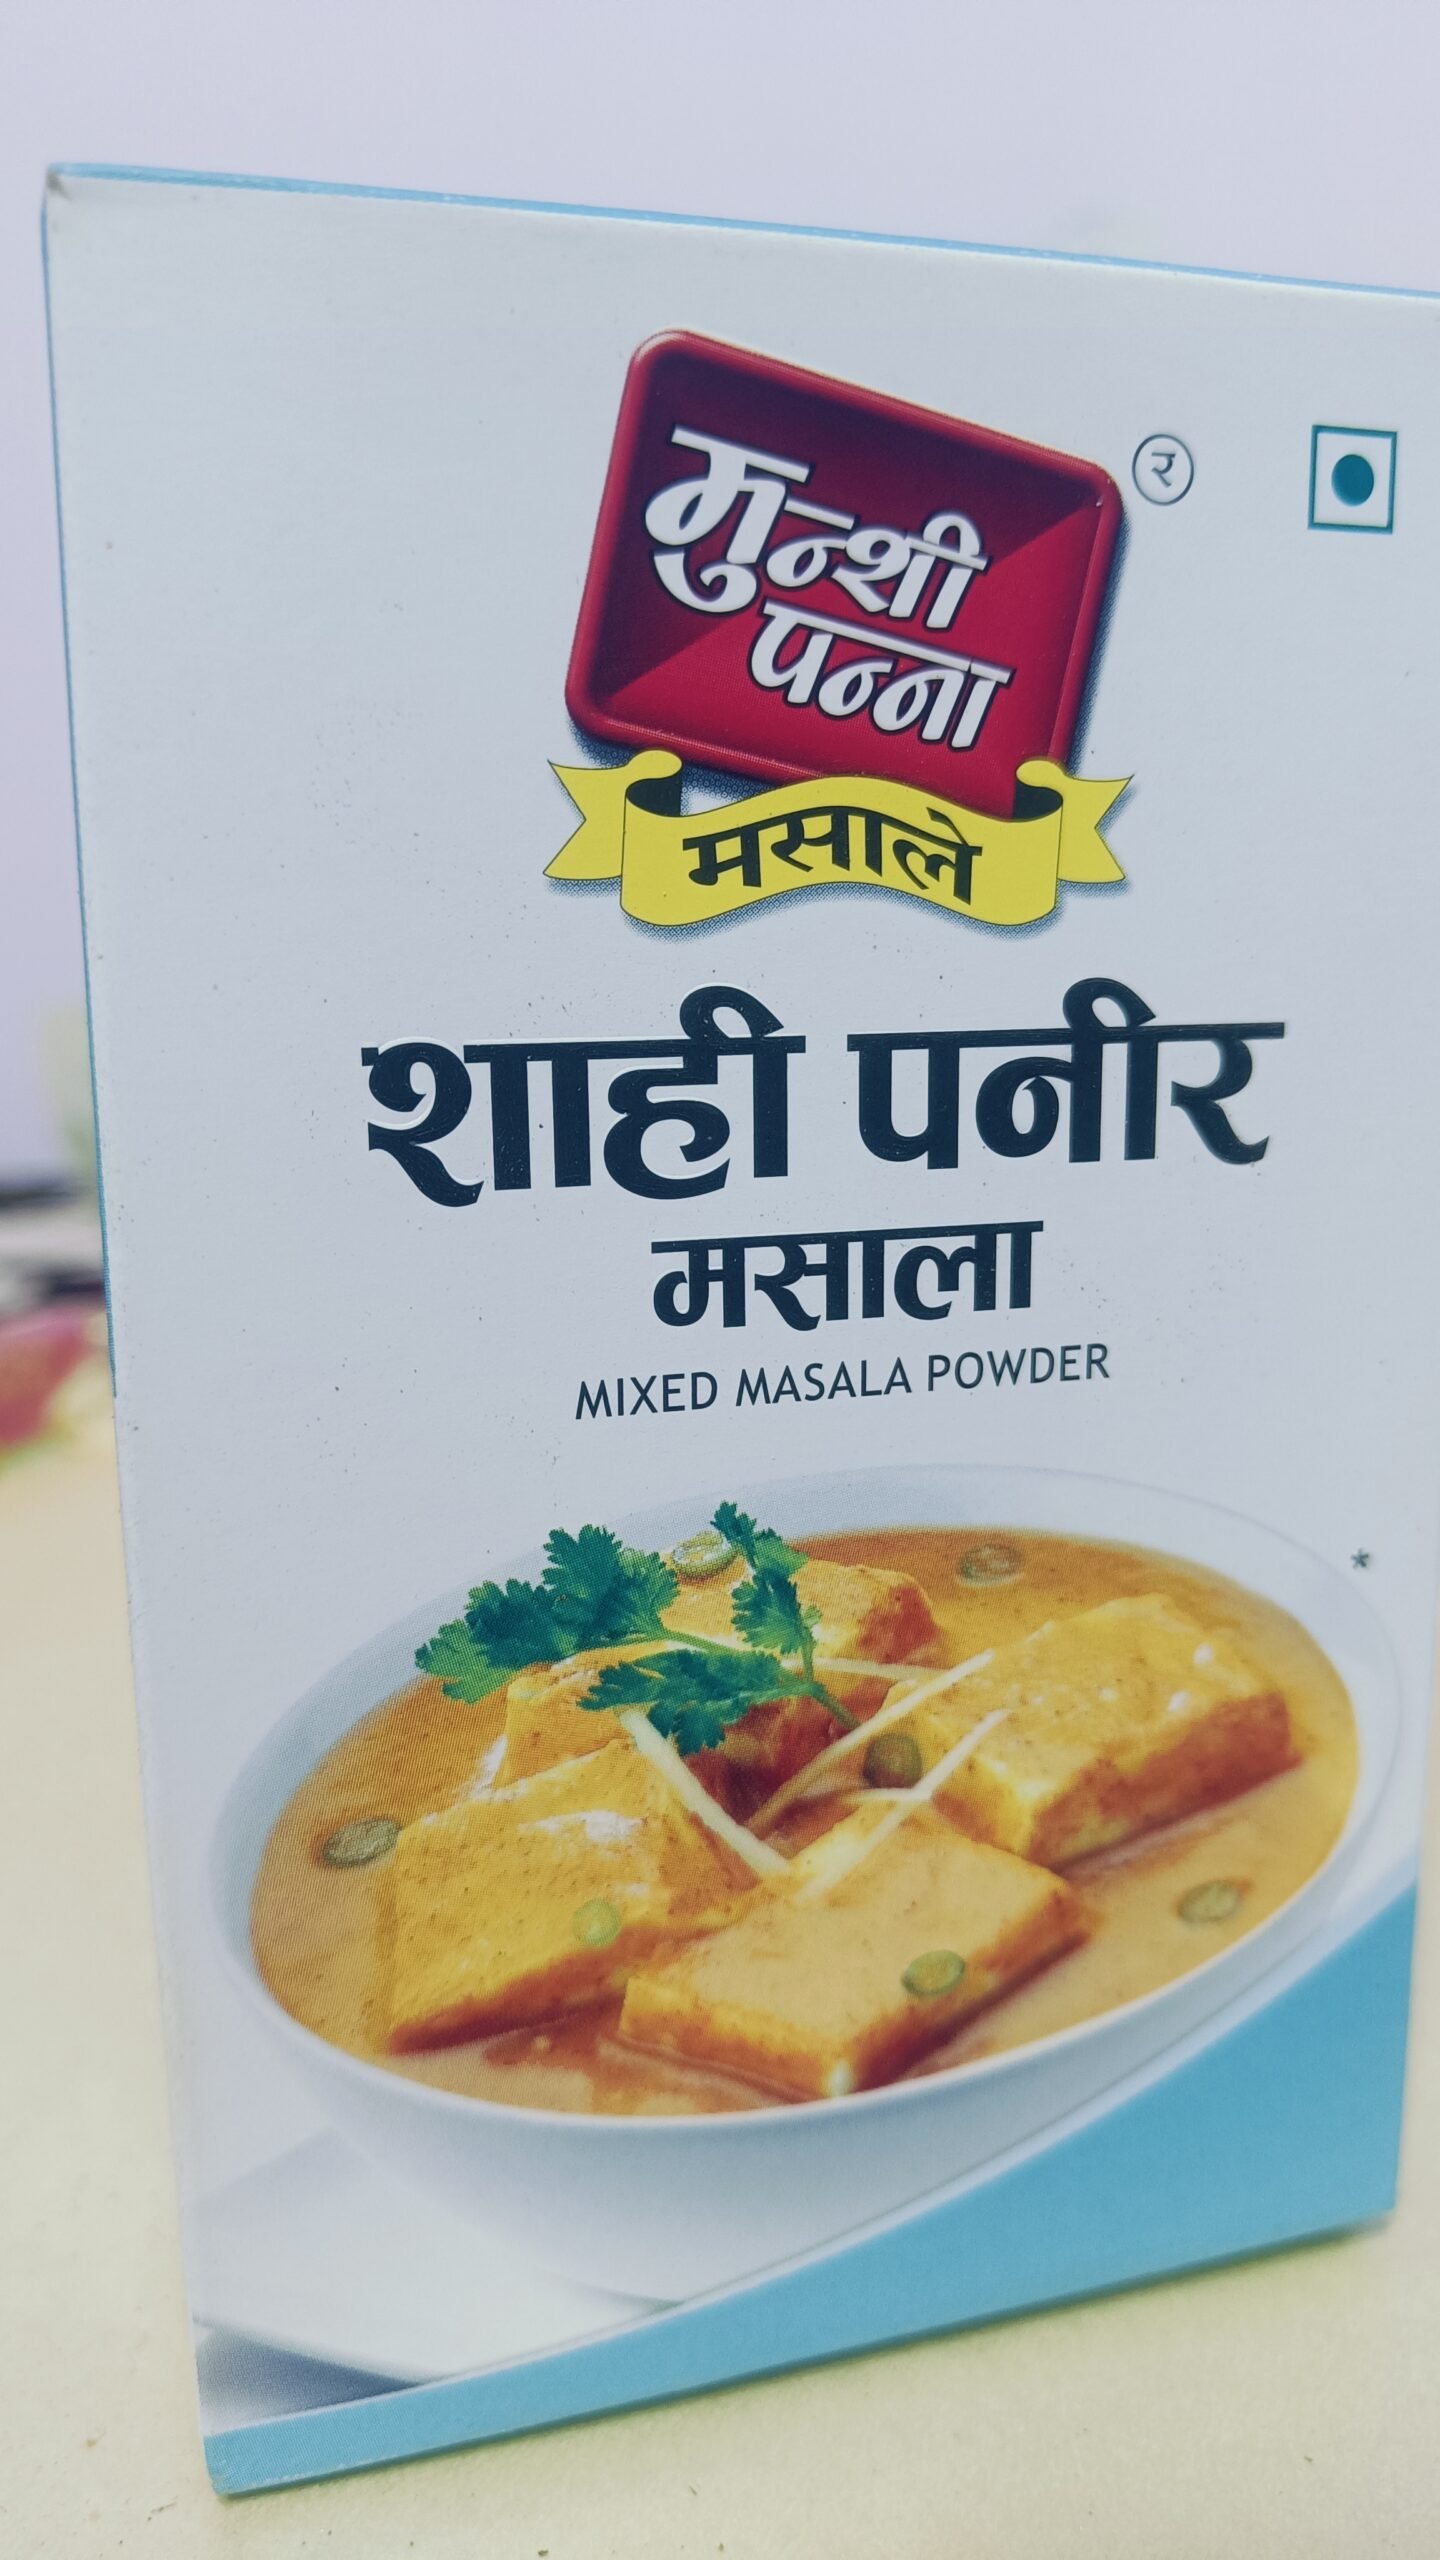 मुन्शी
पन्ना
र
मसाले
शाही पनीर
मसाला
MIXED MASALA POWDER
*